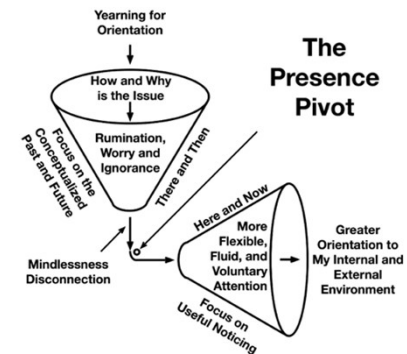 Yearning for
Orientation
The
Presence
Pivot
How and Why
is the Issue
Rumination,
Worry and
Ignorance
Focus on the
Conceptualized
Past and Future
There and Then
Mindlessness
Disconnection
Here and Now
More
Flexible,
Fluid, and
Voluntary
Attention
Focus on
Useful Noticing
Greater
Orientation to
My Internal and
External
Environment